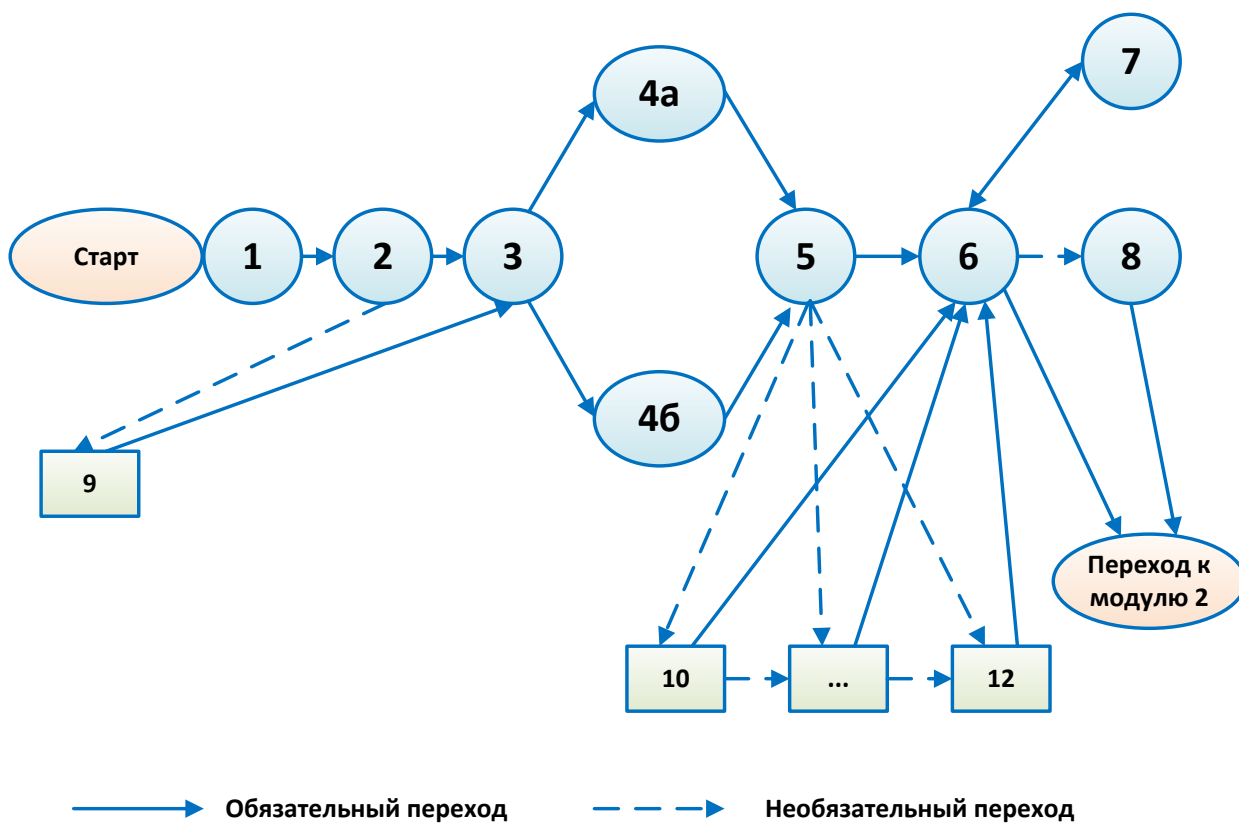 7
4а
Старт
1
2
3
5
6
8
4б
9
Переход к
модулю 2
10
...
12
Обязательный переход
Необязательный переход